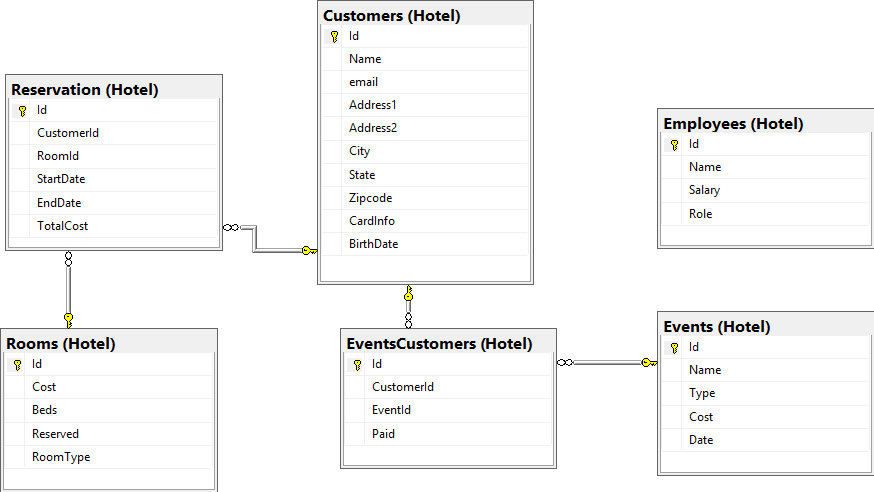 Customers (Hotel)
Id
Name
email
Address1
Address2
City
State
Zipcode
CardInfo
BirthDate
Reservation (Hotel)
Id
CustomerId
RoomId
StartDate
EndDate
TotalCost
Employees (Hotel)
Id
Name
Salary
Role
Rooms (Hotel)
Id
Cost
Beds
Reserved
RoomType
EventsCustomers (Hotel)
Id
CustomerId
EventId
Paid
Events (Hotel)
Id
Name
Type
Cost
Date